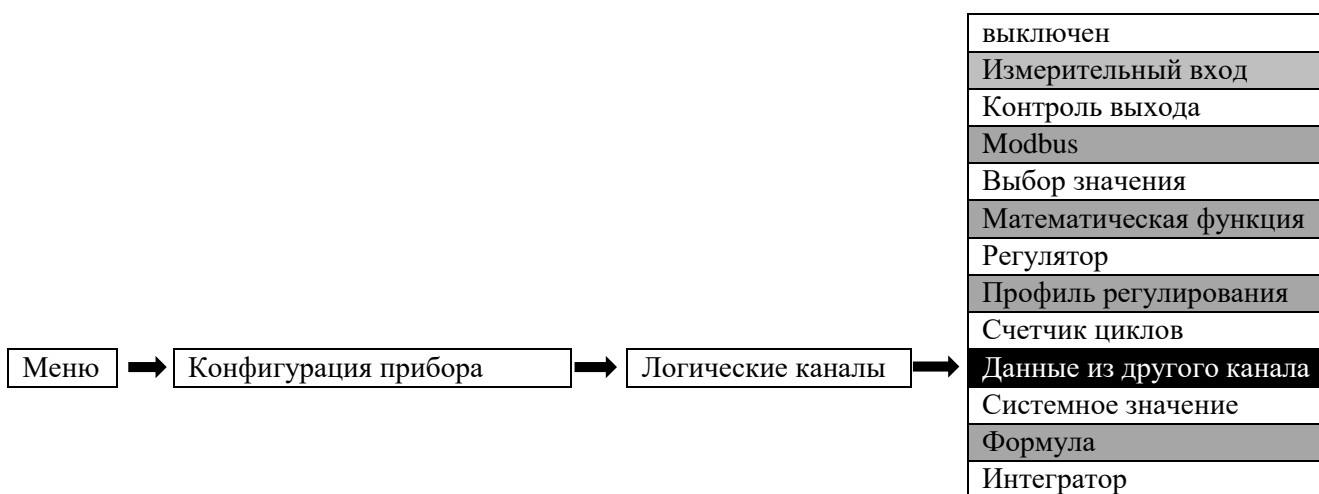 выключен
Измерительный вход
Контроль выхода
Modbus
Выбор значения
Математическая функция
Регулятор
Профиль регулирования
Счетчик циклов
Меню Конфигурация прибора Логические каналы Данные из другого канала
Системное значение
Формула
Интегратор